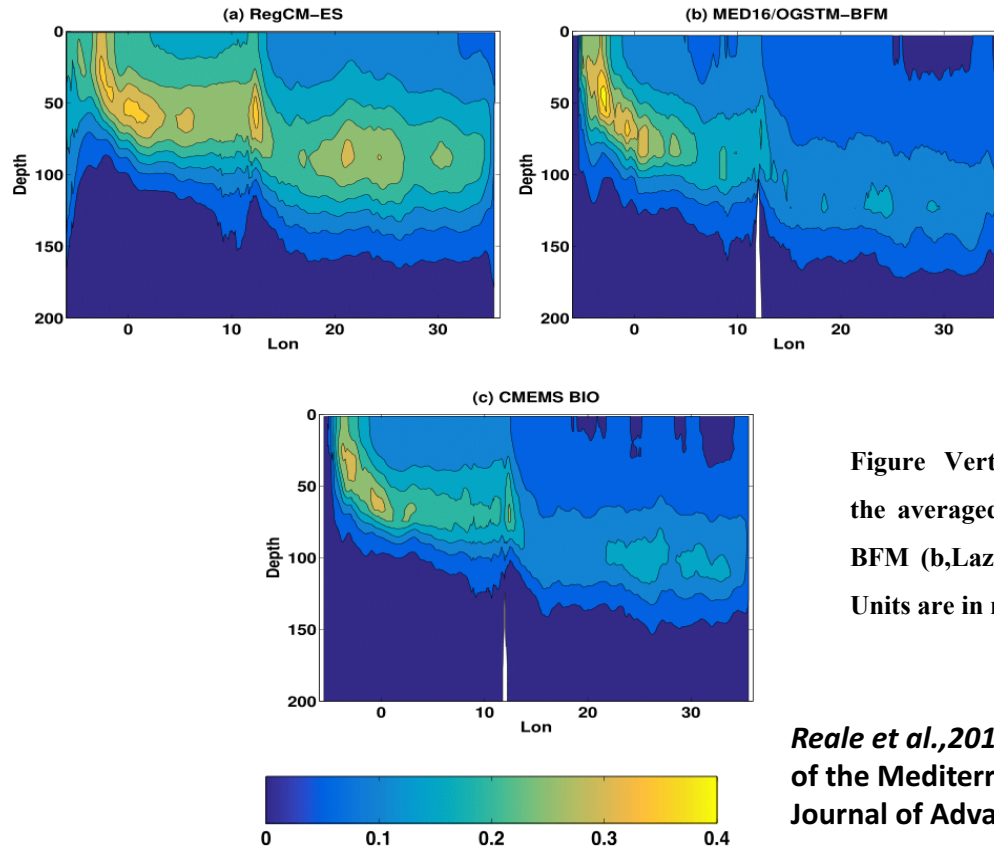 (a) RegCM–ES
0
50
100
150
200
Depth
0 10 20 30
Lon
(b) MED16/OGSTM–BFM
0
50
100
150
200
Depth
0 10 20 30
Lon
(c) CMEMS BIO
0
50
100
150
200
Depth
0 10 20 30
Lon
0 0.1 0.2 0.3 0.4
Figure Vert
the averaged
BFM (b,Laz
Units are in
Reale et al.,201
of the Mediterr
Journal of Adva